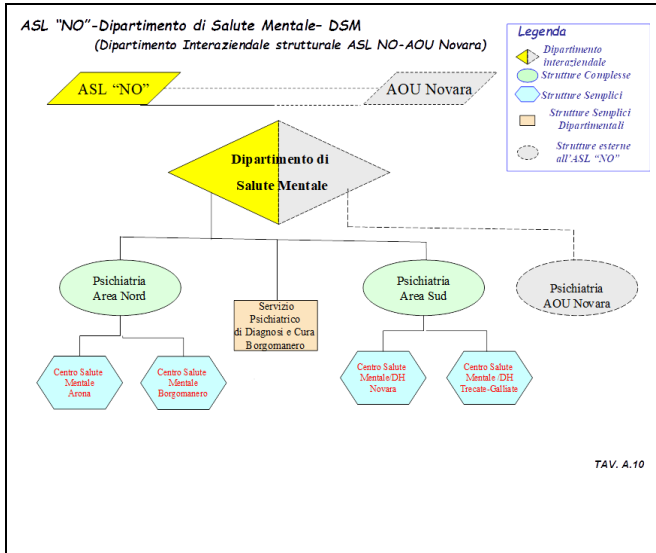 ASL "NO"-Dipartimento di Salute Mentale- DSM
(Dipartimento Interaziendale strutturale ASL NO-AOU Novara)
Legenda
Dipartimento
interaziendale
Strutture Complesse
Strutture Semplici
Strutture Semplici
Dipartimentali
Strutture esterne
all'ASL "NO"
ASL "NO"
AOU Novara
Dipartimento di
Salute Mentale
Psichiatria
Area Nord
Servizio
Psichiatrico
di Diagnosi e Cura
Borgomanero
Psichiatria
Area Sud
Psichiatria
AOU Novara
Centro Salute
Mentale
Arona
Centro Salute
Mentale
Borgomanero
Centro Salute
Mentale/DH
Novara
Centro Salute
Mentale /DH
Trecate-Galliate
TAV. A.10